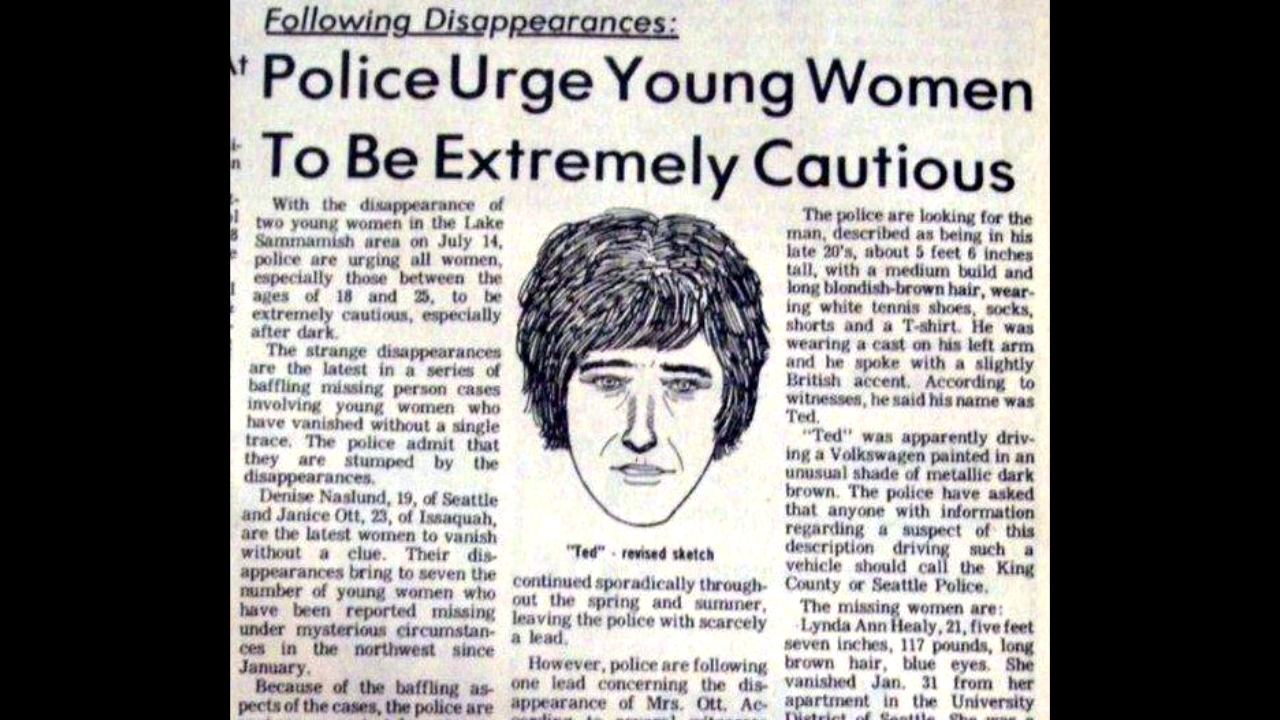 Following Disappearances:
Police Urge Young Women
To Be Extremely Cautious
With the disappearance of
two young women in the Lake
Sammamish area on July 14,
police are urging all women,
especially those between the
ages of 18 and 25, to be
extremely cautious, especially
after dark.
The strange disappearances
are the latest in a series of
baffling missing person cases
involving young women who
have vanished without a single
trace. The police admit that
they are stumped by the
disappearances.
Denise Naslund, 19, of Seattle
and Janice Ott, 23, of Issaquah,
are the latest women to vanish
without a clue. Their dis-
appearances bring to seven the
number of young women who
have been reported missing
under mysterious circumstan-
ces in the northwest since
January.
Because of the baffling as-
pects of the cases, the police are
"Ted" - revised sketch
continued sporadically through-
out the spring and summer,
leaving the police with scarcely
a lead.
However, police are following
one lead concerning the dis-
appearance of Mrs. Ott. Ac-
The police are looking for the
man, described as being in his
late 20's, about 5 feet 6 inches
tall, with a medium build and
long blondish-brown hair, wear-
ing white tennis shoes, socks,
shorts and a T-shirt. He was
wearing a cast on his left arm
and he spoke with a slightly
British accent. According to
witnesses, he said his name was
Ted.
"Ted" was apparently driv-
ing a Volkswagen painted in an
unusual shade of metallic dark
brown. The police have asked
that anyone with information
regarding a suspect of this
description driving such a
vehicle should call the King
County or Seattle Police.
The missing women are:
Lynda Ann Healy, 21, five feet
seven inches, 117 pounds, long
brown hair, blue eyes. She
vanished Jan. 31 from her
apartment in the University
District of Seattle. She was a